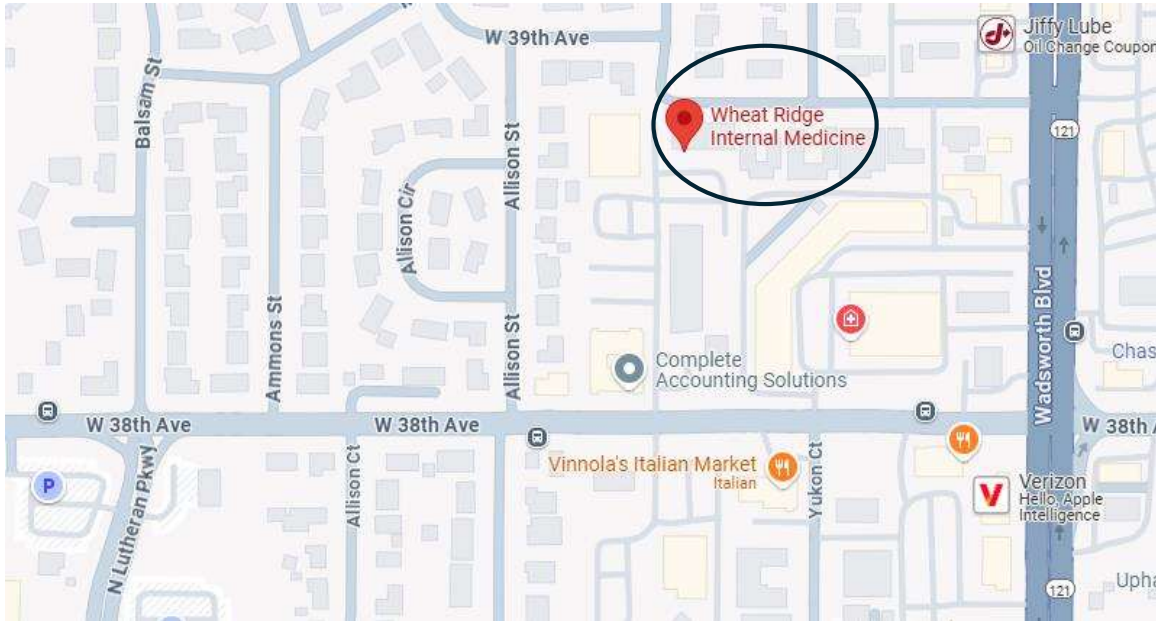 W 39th Ave
Jiffy Lube
Oil Change Coupon
Balsam St
Wheat Ridge
Internal Medicine
121
Allison St
Allison Cir
Ammons St
Allison St
Complete
Accounting Solutions
Wadsworth Blvd
Chas
W 38th Ave
W 38th Ave
W 38th A
Vinnola's Italian Market
Italian
Allison Ct
Yukon Ct
P
N Lutheran Pkwy
Verizon
Hello, Apple
Intelligence
121
Upha